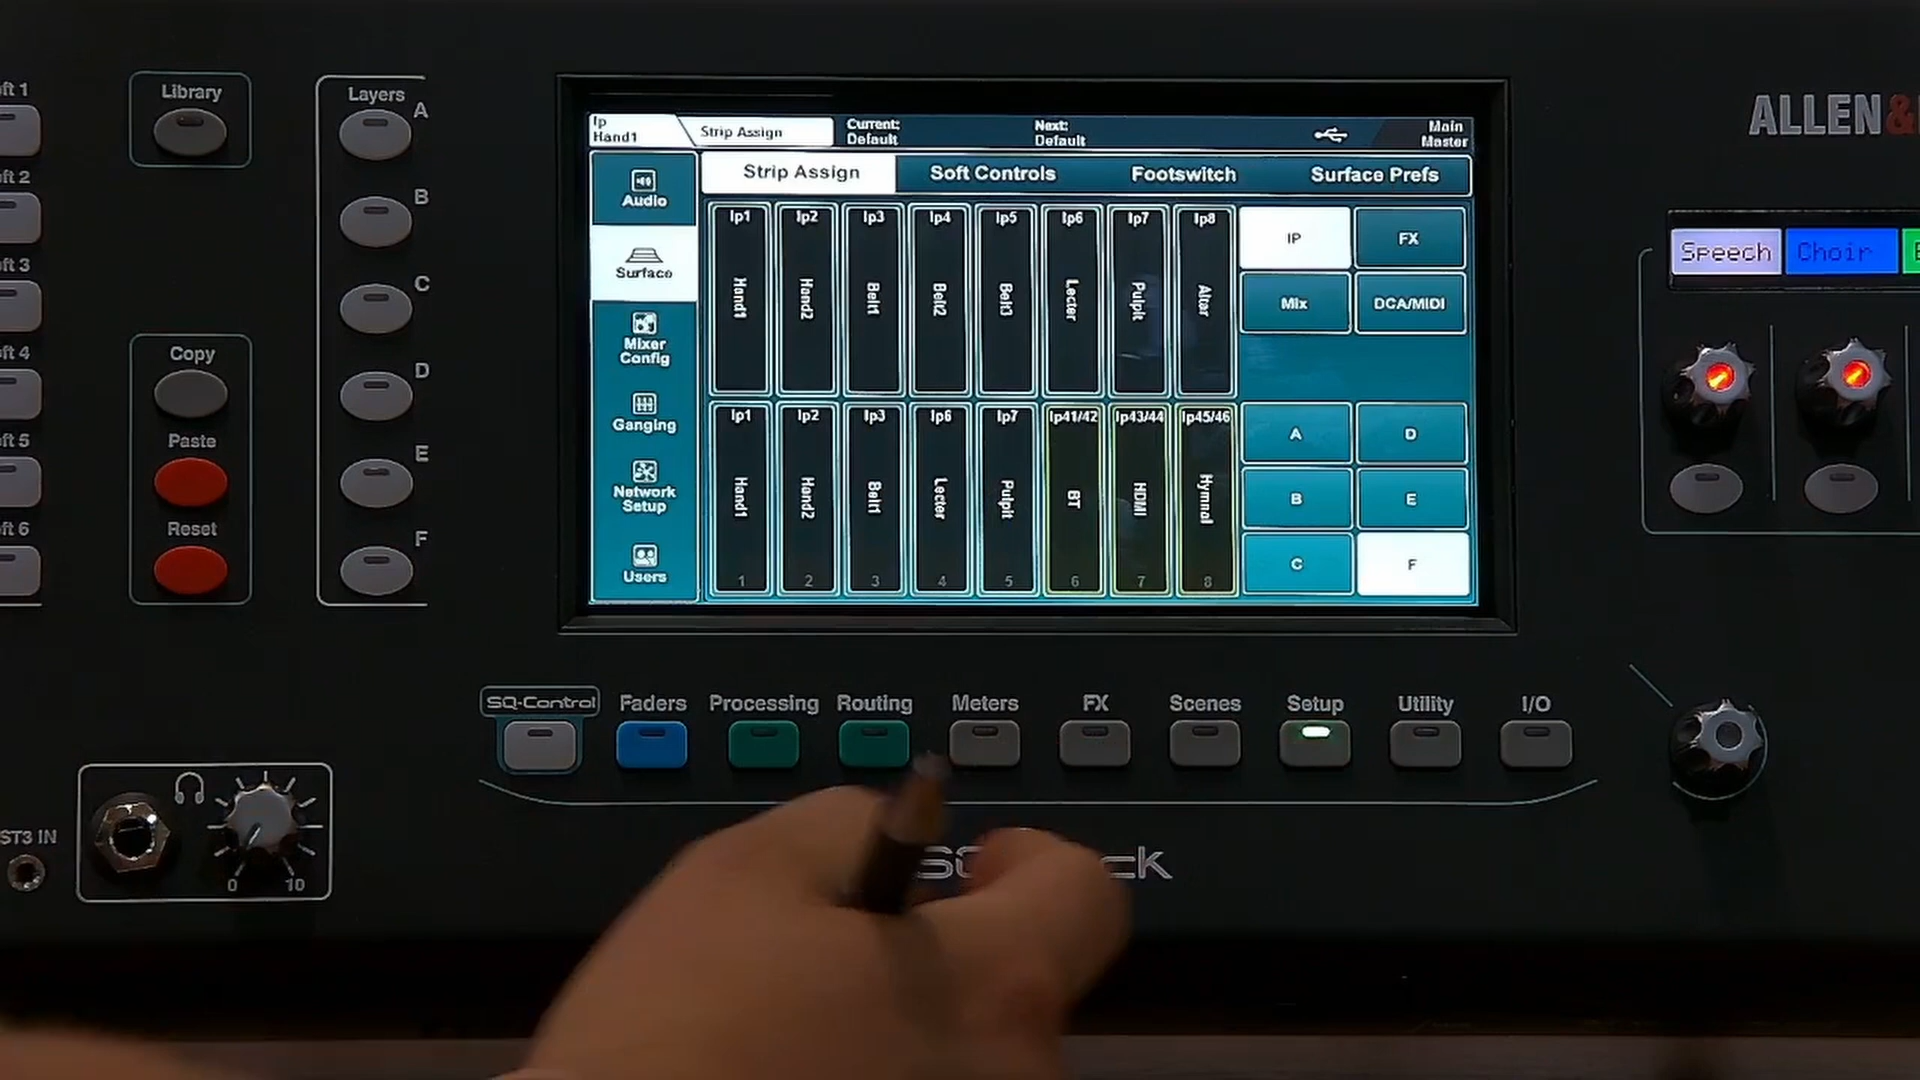 ft 1
ft 2
ft 3
ft 4
ft 5
ft 6
Library
Copy
Paste
Reset
Layers
A
B
C
D
E
F
Ip
Hand1
Strip Assign
Current:
Default
Next:
Default
Main
Master
Audio
Surface
Mixer
Config
Ganging
Network
Setup
Users
Strip Assign
Soft Controls
Footswitch
Surface Prefs
Ip1
Ip2
Ip3
Ip4
Ip5
Ip6
Ip7
Ip8
Hand1
Hand2
Belt1
Belt2
Belt3
Lecter
Pulpit
Altar
Ip1
Ip2
Ip3
Ip6
Ip7
Ip41/42
Ip43/44
Ip45/46
Hand1
Hand2
Belt1
Lecter
Pulpit
BT
HDMI
Hymnal
1
2
3
4
5
6
7
8
IP
FX
Mix
DCA/MIDI
A
D
B
E
C
F
ALLEN&
Speech
Choir
SQ-Control
Faders
Processing
Routing
Meters
FX
Scenes
Setup
Utility
I/O
ST3 IN
0
10